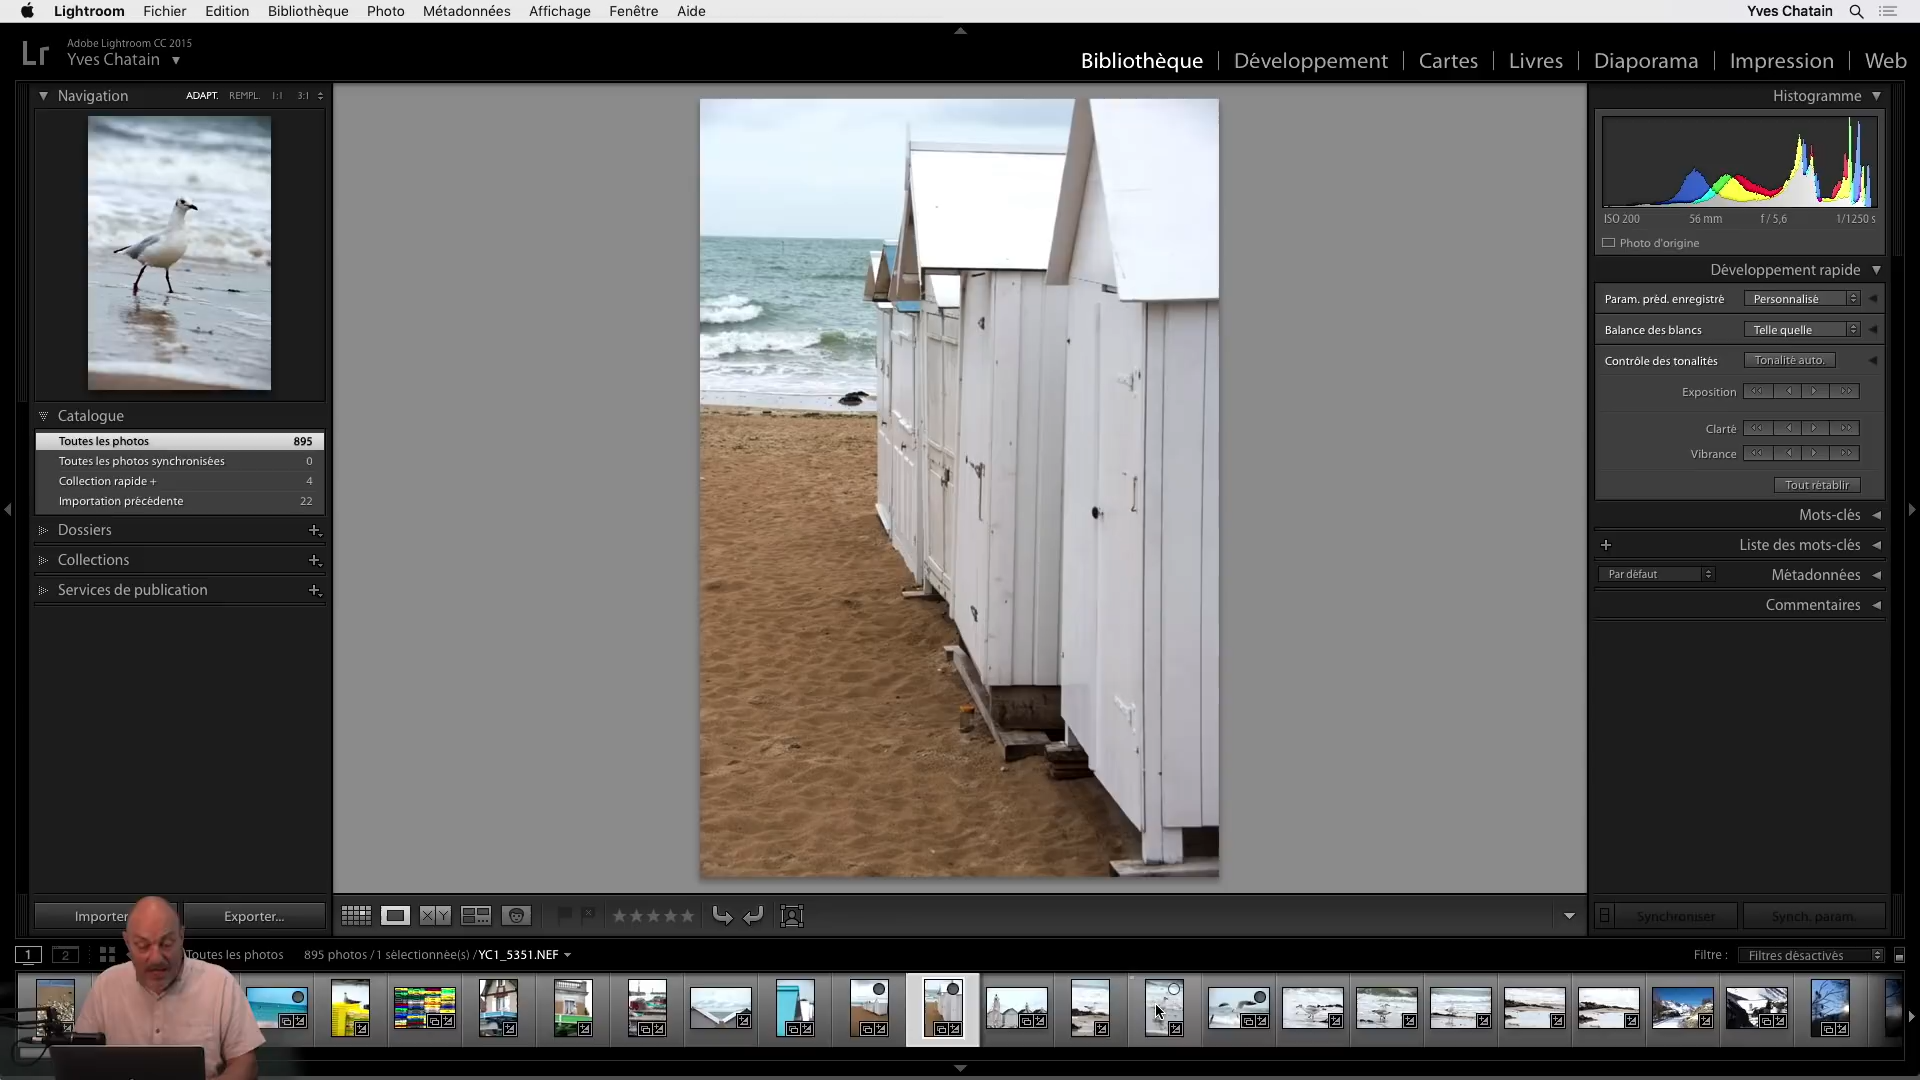 Lightroom Fichier Edition Bibliothèque Photo Métadonnées Affichage Fenêtre Aide Yves Chatain
Lr Adobe Lightroom CC 2015
Yves Chatain
Bibliothèque | Développement | Cartes | Livres | Diaporama | Impression | Web
Navigation ADAPT. REMPL. 1:1 3:1
Histogramme
ISO 200 56 mm f / 5,6 1/1250 s
Photo d'origine
Développement rapide
Param. préd. enregistré Personnalisé
Balance des blancs Telle quelle
Contrôle des tonalités Tonalité auto.
Exposition
Clarté
Vibrance
Tout rétablir
Mots-clés
Liste des mots-clés
Par défaut Métadonnées
Commentaires
Catalogue
Toutes les photos 895
Toutes les photos synchronisées 0
Collection rapide + 4
Importation précédente 22
Dossiers
Collections
Services de publication
Importer Exporter...
X Y
Synchroniser Synch. param.
1 2 Toutes les photos 895 photos / 1 sélectionnée(s) / YC1_5351.NEF
Filtre : Filtres désactivés